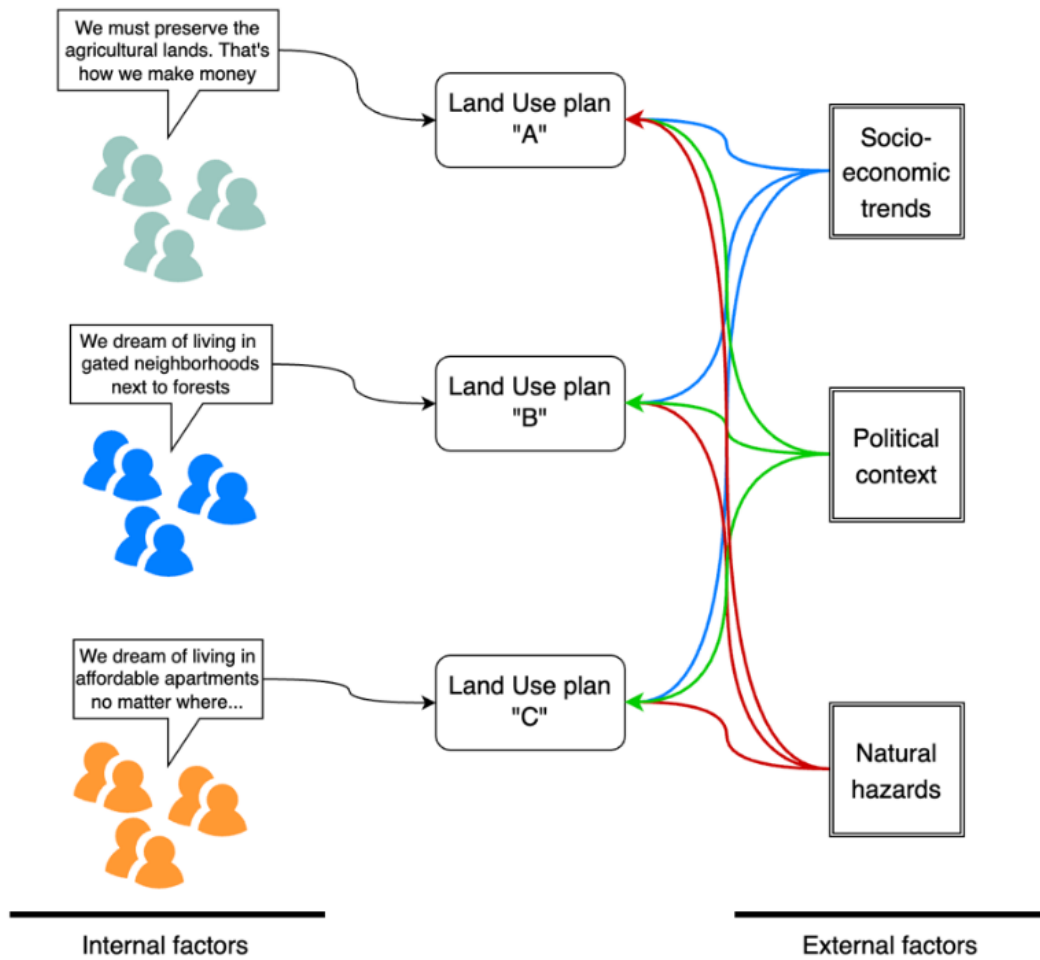 We must preserve the
agricultural lands. That's
how we make money
Land Use plan
"A"
Socio-
economic
trends
We dream of living in
gated neighborhoods
next to forests
Land Use plan
"B"
Political
context
We dream of living in
affordable apartments
no matter where...
Land Use plan
"C"
Natural
hazards
Internal factors
External factors